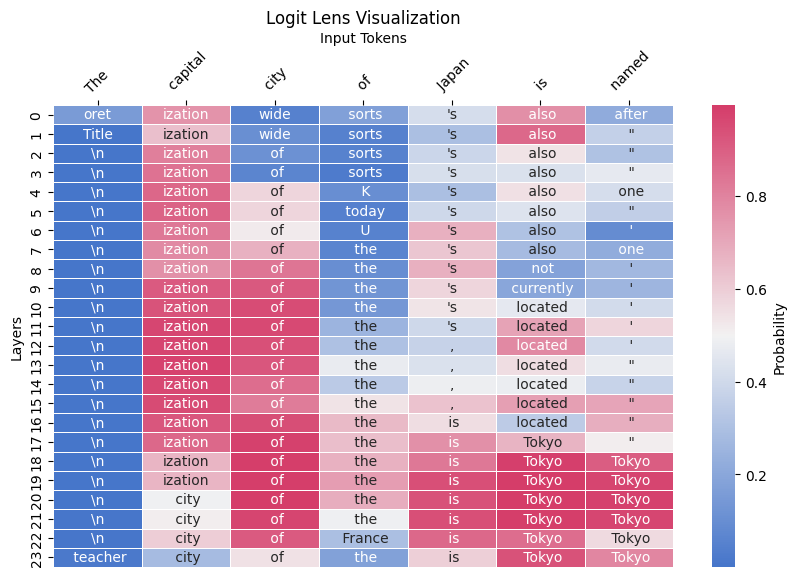 Logit Lens Visualization
Input Tokens
The capital city of Japan is named
0 oret ization wide sorts 's also after
1 Title ization wide sorts 's also "
2 \n ization of sorts 's also "
3 \n ization of sorts 's also "
4 \n ization of K 's also one
5 \n ization of today 's also "
6 \n ization of U 's also '
7 \n ization of the 's also one
8 \n ization of the 's not '
9 \n ization of the 's currently '
10 \n ization of the 's located '
11 \n ization of the 's located '
12 \n ization of the , located '
13 \n ization of the , located "
14 \n ization of the , located "
15 \n ization of the , located "
16 \n ization of the is located "
17 \n ization of the is Tokyo "
18 \n ization of the is Tokyo Tokyo
19 \n ization of the is Tokyo Tokyo
20 \n city of the is Tokyo Tokyo
21 \n city of the is Tokyo Tokyo
22 \n city of France is Tokyo Tokyo
23 teacher city of the is Tokyo Tokyo
Layers
0.8
0.6
0.4
0.2
Probability